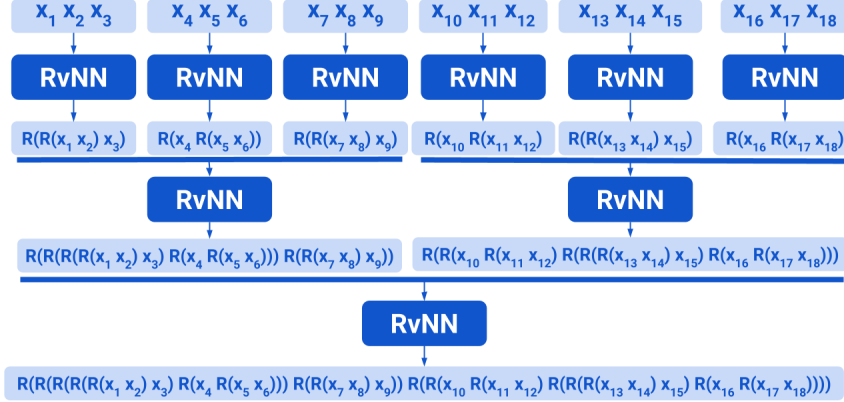 x₁ x₂ x₃ x₄ x₅ x₆ x₇ x₈ x₉ x₁₀ x₁₁ x₁₂ x₁₃ x₁₄ x₁₅ x₁₆ x₁₇ x₁₈
RvNN RvNN RvNN RvNN RvNN RvNN
R(R(x₁ x₂) x₃) R(x₄ R(x₅ x₆)) R(R(x₇ x₈) x₉) R(x₁₀ R(x₁₁ x₁₂) R(R(x₁₃ x₁₄) x₁₅) R(x₁₆ R(x₁₇ x₁₈)
RvNN RvNN
R(R(R(R(x₁ x₂) x₃) R(x₄ R(x₅ x₆))) R(R(x₇ x₈) x₉)) R(R(x₁₀ R(x₁₁ x₁₂) R(R(R(x₁₃ x₁₄) x₁₅) R(x₁₆ R(x₁₇ x₁₈)))
RvNN
R(R(R(R(R(x₁ x₂) x₃) R(x₄ R(x₅ x₆))) R(R(x₇ x₈) x₉)) R(R(x₁₀ R(x₁₁ x₁₂) R(R(R(x₁₃ x₁₄) x₁₅) R(x₁₆ R(x₁₇ x₁₈))))